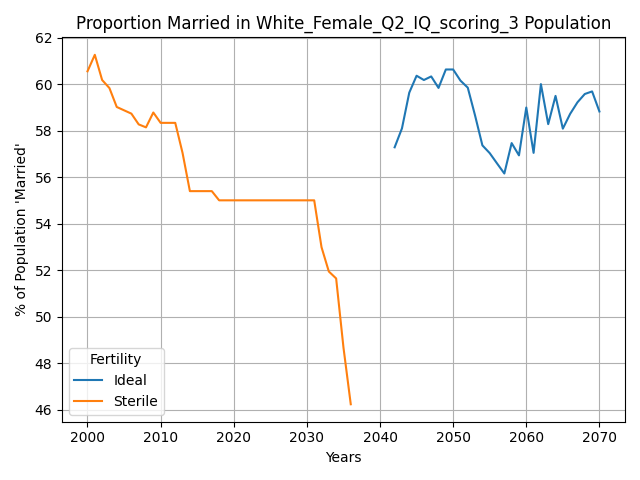 Proportion Married in White_Female_Q2_IQ_scoring_3 Population
% of Population 'Married'
62
60
58
56
54
52
50
48
46
Fertility
Ideal
Sterile
2000 2010 2020 2030 2040 2050 2060 2070
Years